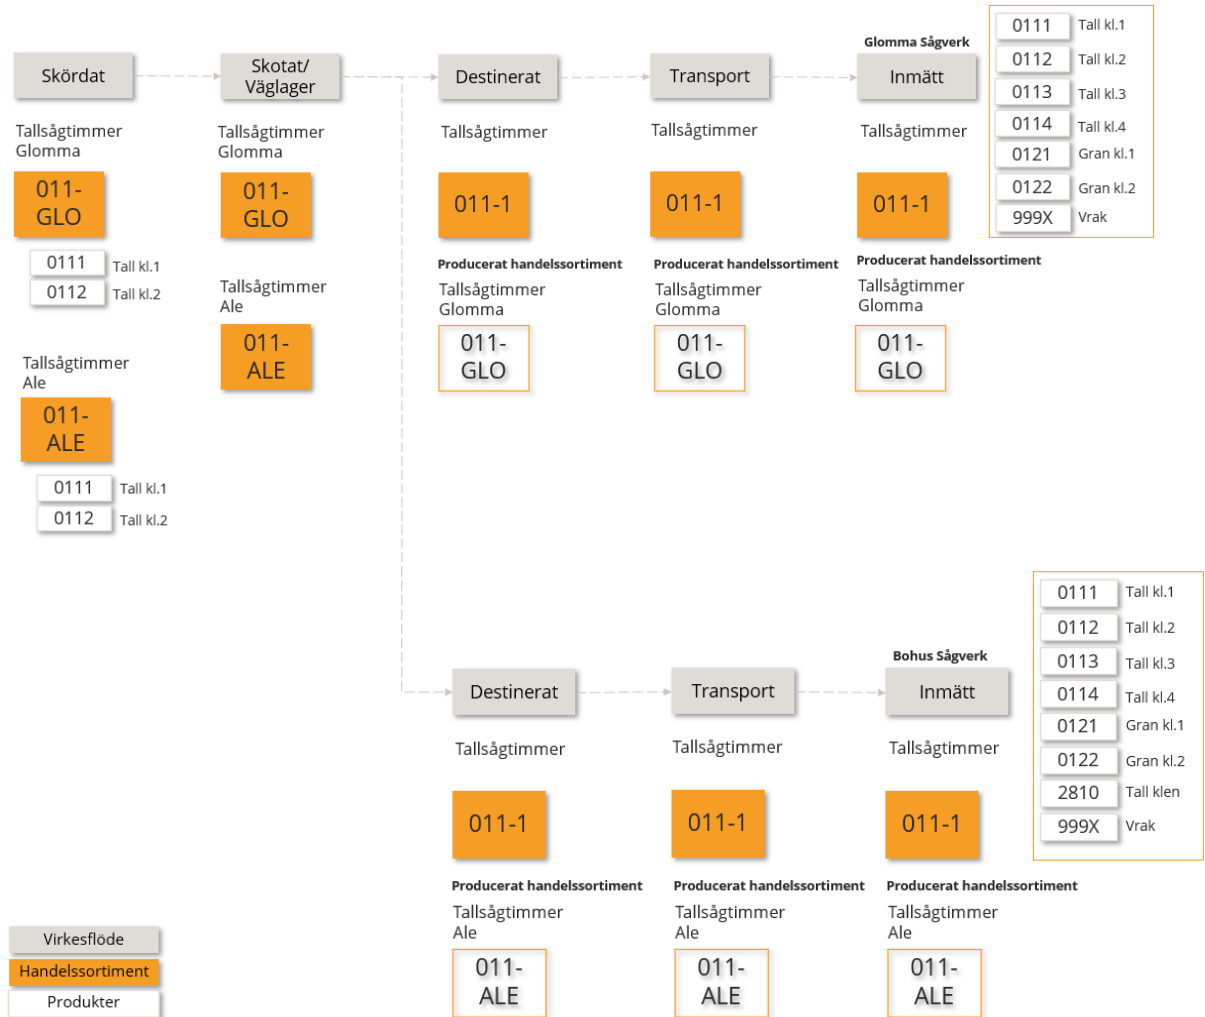 Skördat
Skotat/
Väglager
Destinerat
Transport
Glomma Sågverk
Inmätt
Tallsågtimmer
Glomma
011-
GLO
0111 Tall kl.1
0112 Tall kl.2
Tallsågtimmer
Ale
011-
ALE
0111 Tall kl.1
0112 Tall kl.2
Tallsågtimmer
Glomma
011-
GLO
Tallsågtimmer
Ale
011-
ALE
Tallsågtimmer
011-1
Producerat handelssortiment
Tallsågtimmer
Glomma
011-
GLO
Tallsågtimmer
011-1
Producerat handelssortiment
Tallsågtimmer
Glomma
011-
GLO
Tallsågtimmer
011-1
Producerat handelssortiment
Tallsågtimmer
Glomma
011-
GLO
0111 Tall kl.1
0112 Tall kl.2
0113 Tall kl.3
0114 Tall kl.4
0121 Gran kl.1
0122 Gran kl.2
999X Vrak
Destinerat
Transport
Bohus Sågverk
Inmätt
Tallsågtimmer
011-1
Producerat handelssortiment
Tallsågtimmer
Ale
011-
ALE
Tallsågtimmer
011-1
Producerat handelssortiment
Tallsågtimmer
Ale
011-
ALE
Tallsågtimmer
011-1
Producerat handelssortiment
Tallsågtimmer
Ale
011-
ALE
0111 Tall kl.1
0112 Tall kl.2
0113 Tall kl.3
0114 Tall kl.4
0121 Gran kl.1
0122 Gran kl.2
2810 Tall klen
999X Vrak
Virkesflöde
Handelssortiment
Produkter